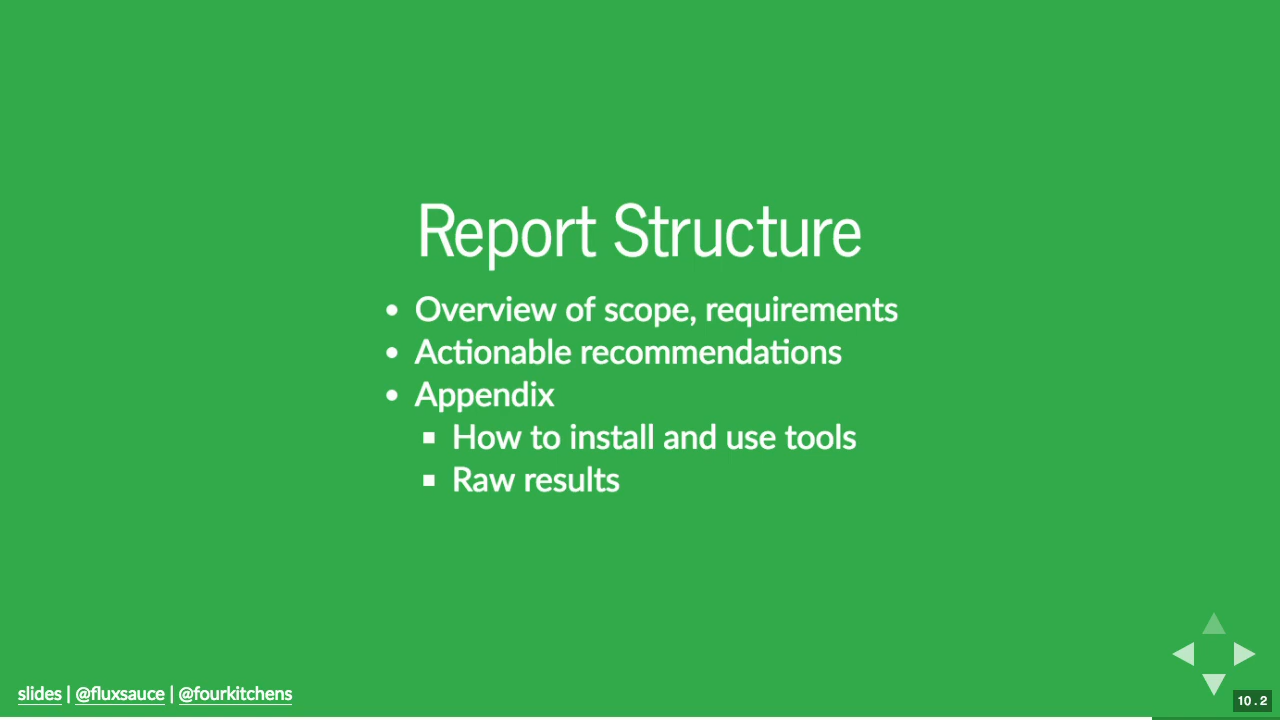 Report Structure
• Overview of scope, requirements
• Actionable recommendations
• Appendix
▪ How to install and use tools
▪ Raw results
slides | @fluxsauce | @fourkitchens
10.2